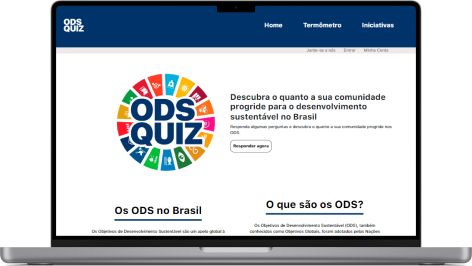 ODS
QUIZ
Home Termômetro Iniciativas
Junte-se a nós Entrar Minha Conta
ODS
QUIZ
Descubra o quanto a sua comunidade
progride para o desenvolvimento
sustentável no Brasil
Responda algumas perguntas e descubra o quanto a sua comunidade progride nos
ODS.
Responder agora
Os ODS no Brasil
Os Objetivos de Desenvolvimento Sustentável são um apelo global à
O que são os ODS?
Os Objetivos de Desenvolvimento Sustentável (ODS), também
conhecidos como Objetivos Globais, foram adotados pelas Nações